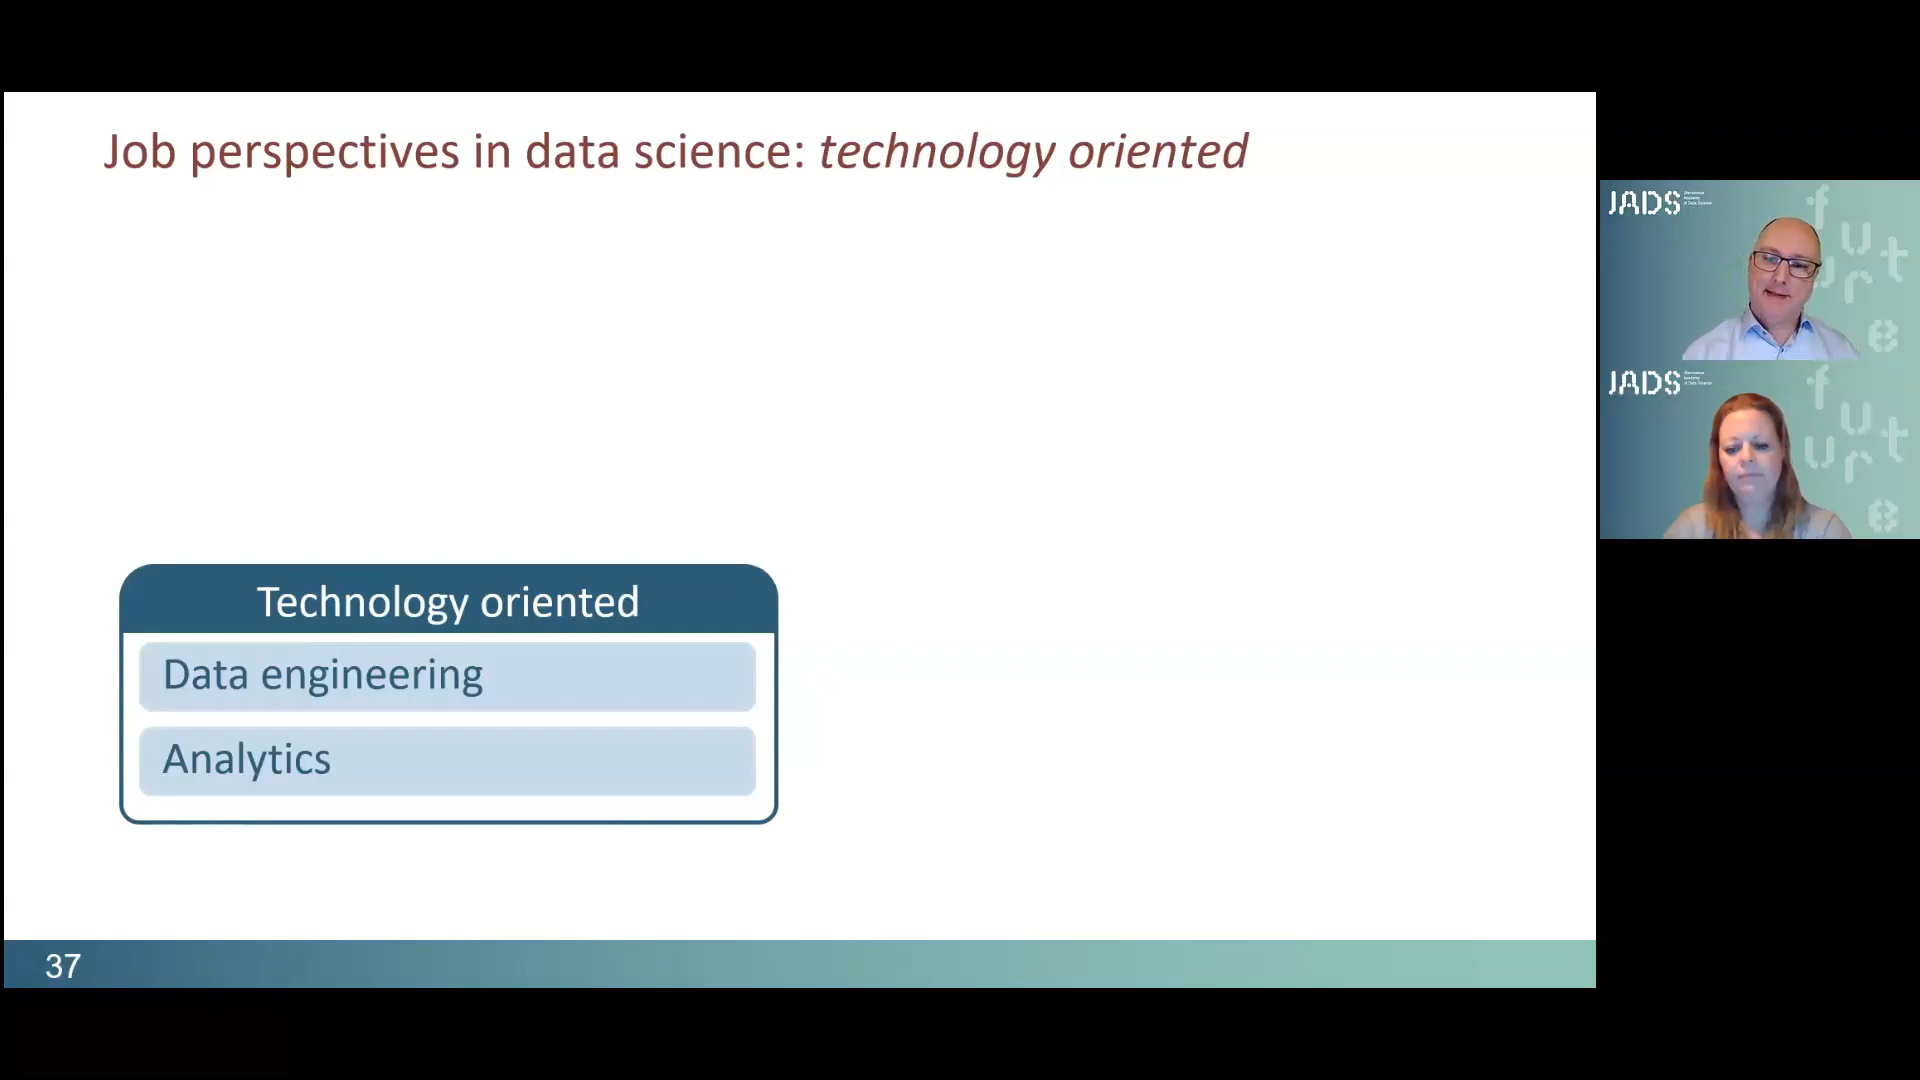 Job perspectives in data science: technology oriented
JADS
JADS
Technology oriented
Data engineering
Analytics
37